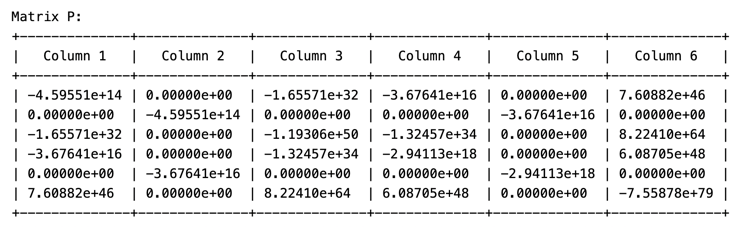 Matrix P:
+--------------+--------------+--------------+--------------+--------------+--------------+
|   Column 1   |   Column 2   |   Column 3   |   Column 4   |   Column 5   |   Column 6   |
+--------------+--------------+--------------+--------------+--------------+--------------+
| -4.59551e+14 | 0.00000e+00  | -1.65571e+32 | -3.67641e+16 | 0.00000e+00  | 7.60882e+46  |
| 0.00000e+00  | -4.59551e+14 | 0.00000e+00  | 0.00000e+00  | -3.67641e+16 | 0.00000e+00  |
| -1.65571e+32 | 0.00000e+00  | -1.19306e+50 | -1.32457e+34 | 0.00000e+00  | 8.22410e+64  |
| -3.67641e+16 | 0.00000e+00  | -1.32457e+34 | -2.94113e+18 | 0.00000e+00  | 6.08705e+48  |
| 0.00000e+00  | -3.67641e+16 | 0.00000e+00  | 0.00000e+00  | -2.94113e+18 | 0.00000e+00  |
| 7.60882e+46  | 0.00000e+00  | 8.22410e+64  | 6.08705e+48  | 0.00000e+00  | -7.55878e+79 |
+--------------+--------------+--------------+--------------+--------------+--------------+